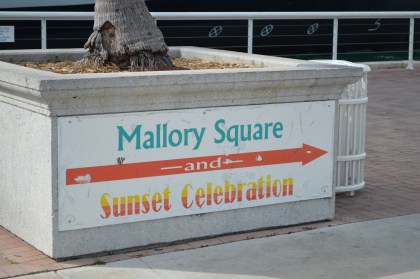 Mallory Square
and
Sunset Celebration